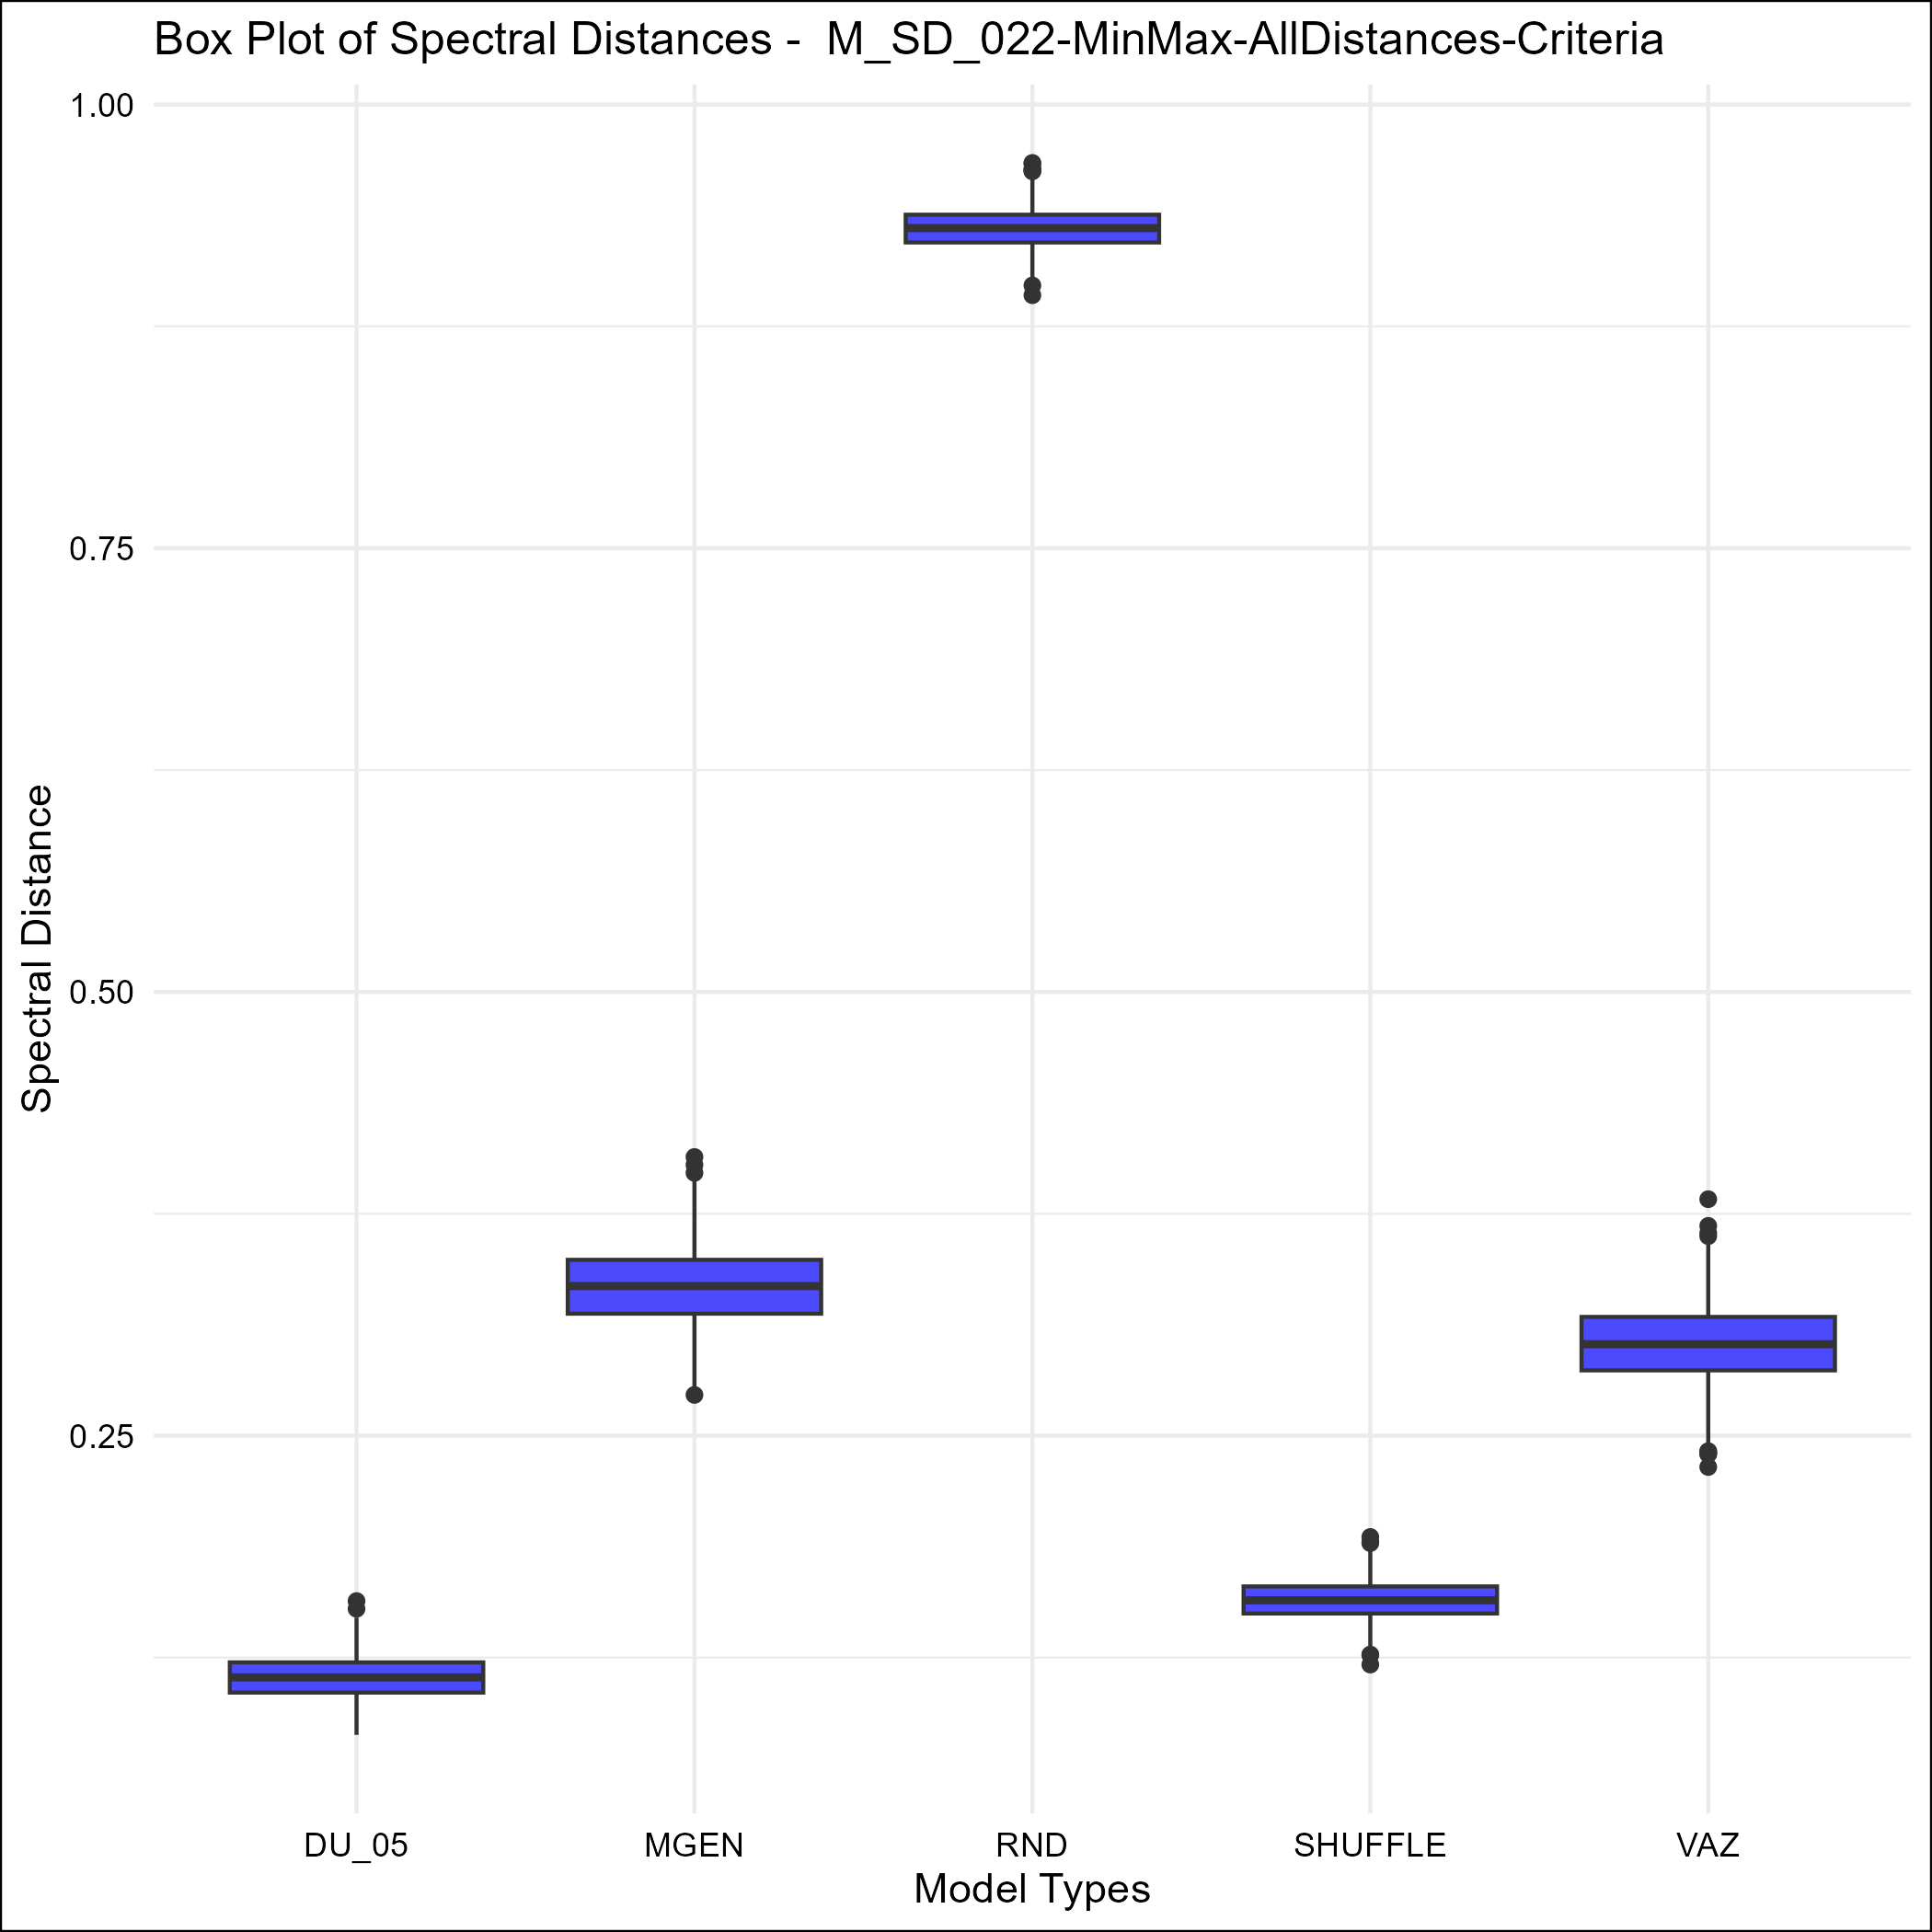 Box Plot of Spectral Distances -  M_SD_022-MinMax-AllDistances-Criteria
1.00
0.75
0.50
0.25
Spectral Distance
DU_05 MGEN RND SHUFFLE VAZ
Model Types